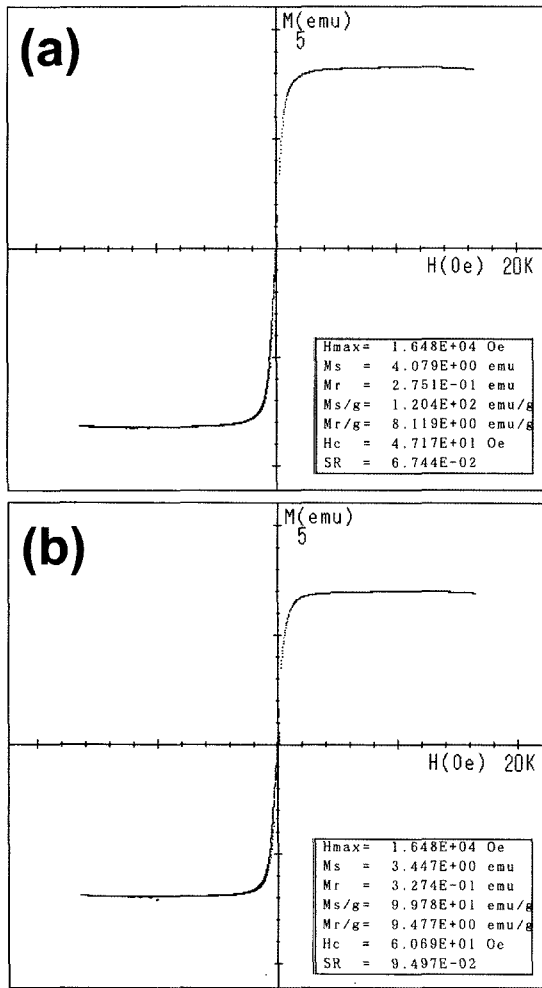 (a)
M(emu)
5
H(Oe) 20K
Hmax= 1.648E+04 Oe
Ms = 4.079E+00 emu
Mr = 2.751E-01 emu
Ms/g= 1.204E+02 emu/g
Mr/g= 8.119E+00 emu/g
Hc = 4.717E+01 Oe
SR = 6.744E-02
(b)
M(emu)
5
H(Oe) 20K
Hmax= 1.648E+04 Oe
Ms = 3.447E+00 emu
Mr = 3.274E-01 emu
Ms/g= 9.978E+01 emu/g
Mr/g= 9.477E+00 emu/g
Hc = 6.069E+01 Oe
SR = 9.497E-02